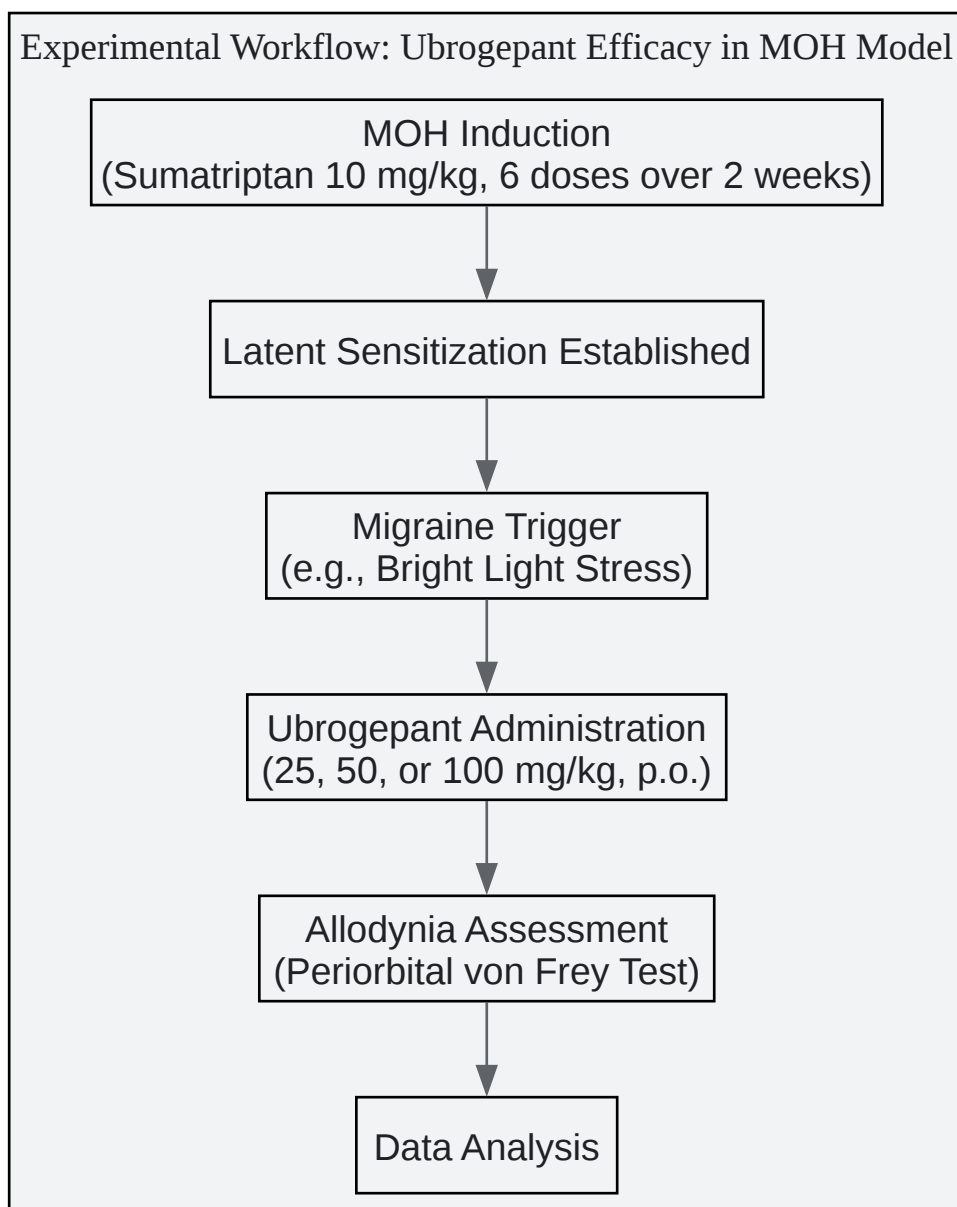 Experimental Workflow: Ubrogepant Efficacy in MOH Model
MOH Induction
(Sumatriptan 10 mg/kg, 6 doses over 2 weeks)
Latent Sensitization Established
Migraine Trigger
(e.g., Bright Light Stress)
Ubrogepant Administration
(25, 50, or 100 mg/kg, p.o.)
Allodynia Assessment
(Periorbital von Frey Test)
Data Analysis